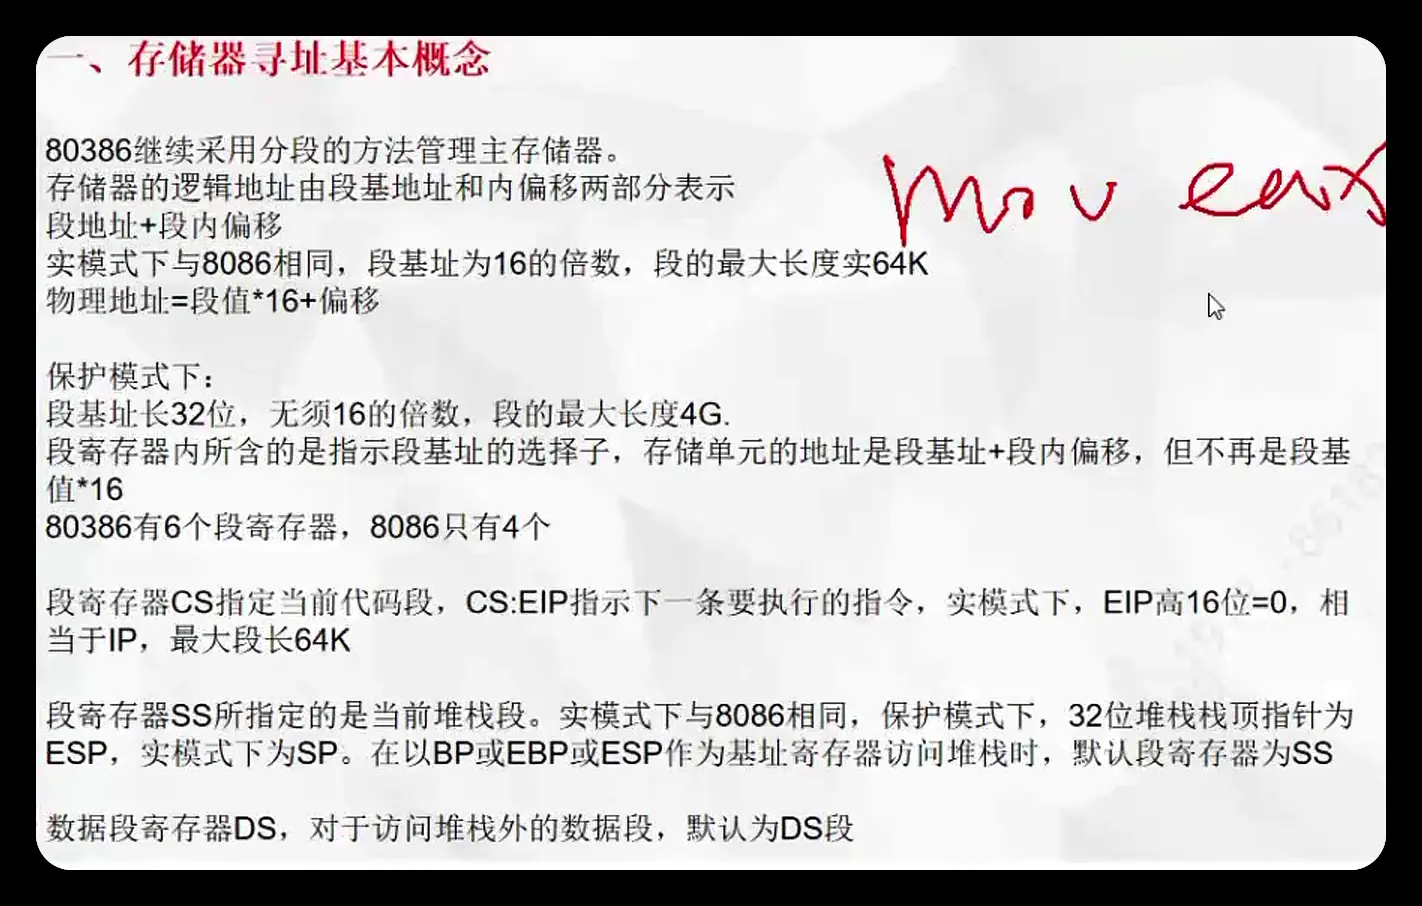 一、存储器寻址基本概念
80386继续采用分段的方法管理主存储器。
存储器的逻辑地址由段基地址和内偏移两部分表示
段地址+段内偏移
mov eax
实模式下与8086相同，段基址为16的倍数，段的最大长度实64K
物理地址=段值*16+偏移
保护模式下：
段基址长32位，无须16的倍数，段的最大长度4G.
段寄存器内所含的是指示段基址的选择子，存储单元的地址是段基址+段内偏移，但不再是段基
值*16
80386有6个段寄存器，8086只有4个
段寄存器CS指定当前代码段，CS:EIP指示下一条要执行的指令，实模式下，EIP高16位=0，相
当于IP，最大段长64K
段寄存器SS所指定的是当前堆栈段。实模式下与8086相同，保护模式下，32位堆栈栈顶指针为
ESP，实模式下为SP。在以BP或EBP或ESP作为基址寄存器访问堆栈时，默认段寄存器为SS
数据段寄存器DS，对于访问堆栈外的数据段，默认为DS段